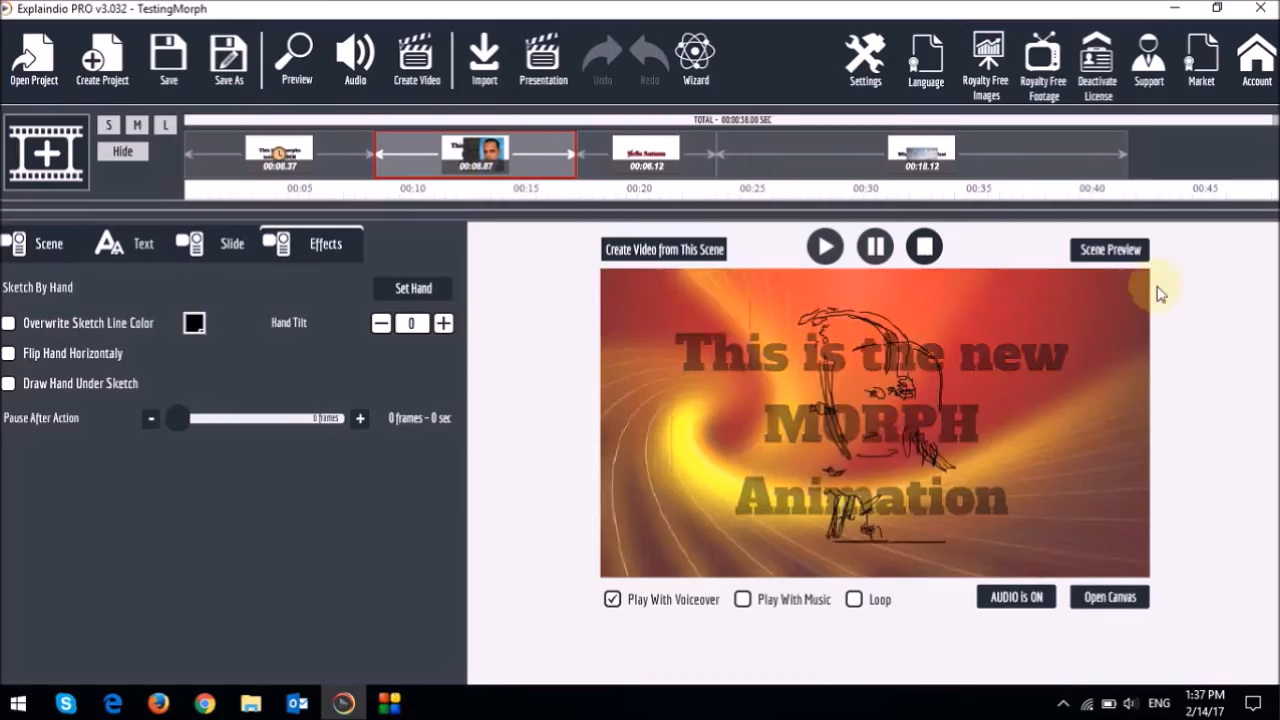 Explaindio PRO v3.032 - TestingMorph
Open Project
Create Project
Save
Save As
Preview
Audio
Create Video
Import
Presentation
Undo
Redo
Wizard
Settings
Language
Royalty Free Images
Royalty Free Footage
Deactivate License
Support
Market
Account
S M L
Hide
TOTAL - 00:00:38.00 SEC
00:06.37
00:08.87
Hello Autumn
00:06.12
00:18.12
00:05 00:10 00:15 00:20 00:25 00:30 00:35 00:40 00:45
Scene Text Slide Effects
Sketch By Hand
Set Hand
Overwrite Sketch Line Color
Hand Tilt
0
Flip Hand Horizontaly
Draw Hand Under Sketch
Pause After Action
0 frames
0 frames - 0 sec
Create Video from This Scene
Scene Preview
This is the new
MORPH
Animation
Play With Voiceover
Play With Music
Loop
AUDIO is ON
Open Canvas
ENG
1:37 PM
2/14/17